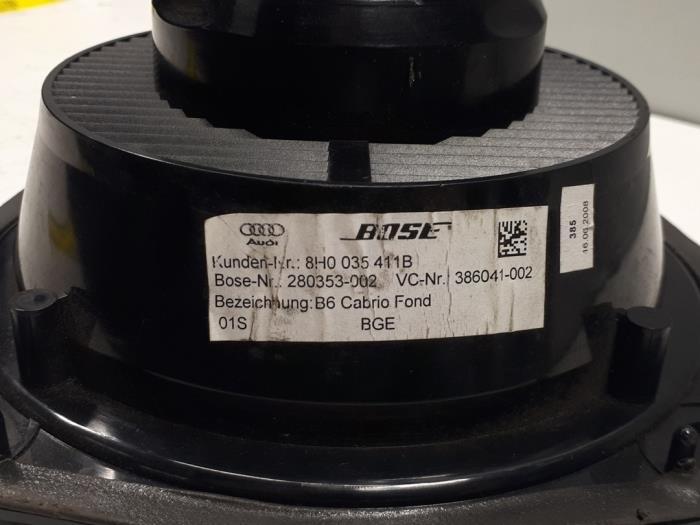 Audi BOSE
Kunden-Nr.: 8H0 035 411B
Bose-Nr.: 280353-002 VC-Nr.: 386041-002
Bezeichnung:B6 Cabrio Fond
01S BGE
385
16.06.2008